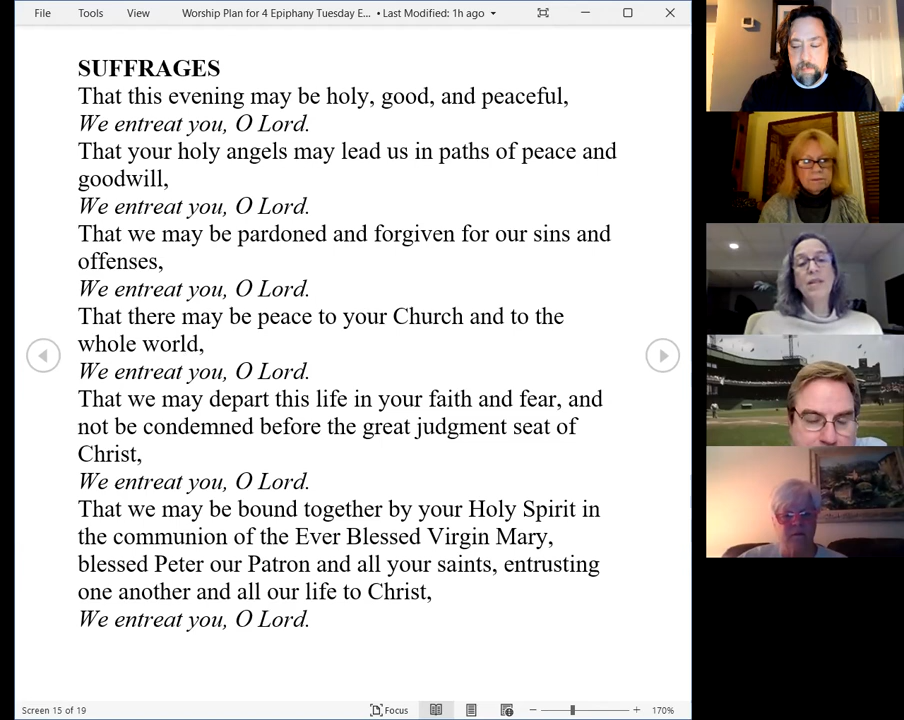 File Tools View Worship Plan for 4 Epiphany Tuesday E... • Last Modified: 1h ago
SUFFRAGES
That this evening may be holy, good, and peaceful,
We entreat you, O Lord.
That your holy angels may lead us in paths of peace and
goodwill,
We entreat you, O Lord.
That we may be pardoned and forgiven for our sins and
offenses,
We entreat you, O Lord.
That there may be peace to your Church and to the
whole world,
We entreat you, O Lord.
That we may depart this life in your faith and fear, and
not be condemned before the great judgment seat of
Christ,
We entreat you, O Lord.
That we may be bound together by your Holy Spirit in
the communion of the Ever Blessed Virgin Mary,
blessed Peter our Patron and all your saints, entrusting
one another and all our life to Christ,
We entreat you, O Lord.
Screen 15 of 19 Focus 170%